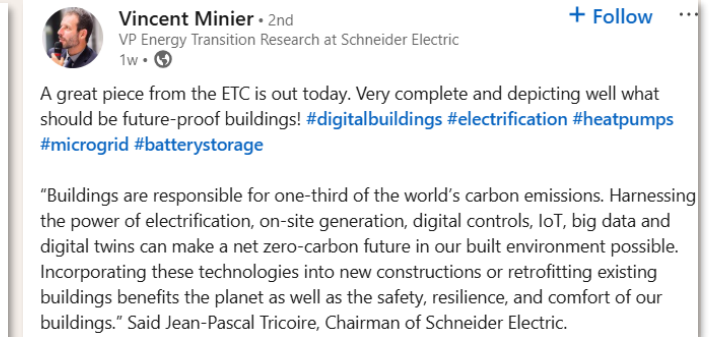 Vincent Minier • 2nd
+ Follow ...
VP Energy Transition Research at Schneider Electric
1w •
A great piece from the ETC is out today. Very complete and depicting well what
should be future-proof buildings! #digitalbuildings #electrification #heatpumps
#microgrid #batterystorage
“Buildings are responsible for one-third of the world’s carbon emissions. Harnessing
the power of electrification, on-site generation, digital controls, IoT, big data and
digital twins can make a net zero-carbon future in our built environment possible.
Incorporating these technologies into new constructions or retrofitting existing
buildings benefits the planet as well as the safety, resilience, and comfort of our
buildings.” Said Jean-Pascal Tricoire, Chairman of Schneider Electric.